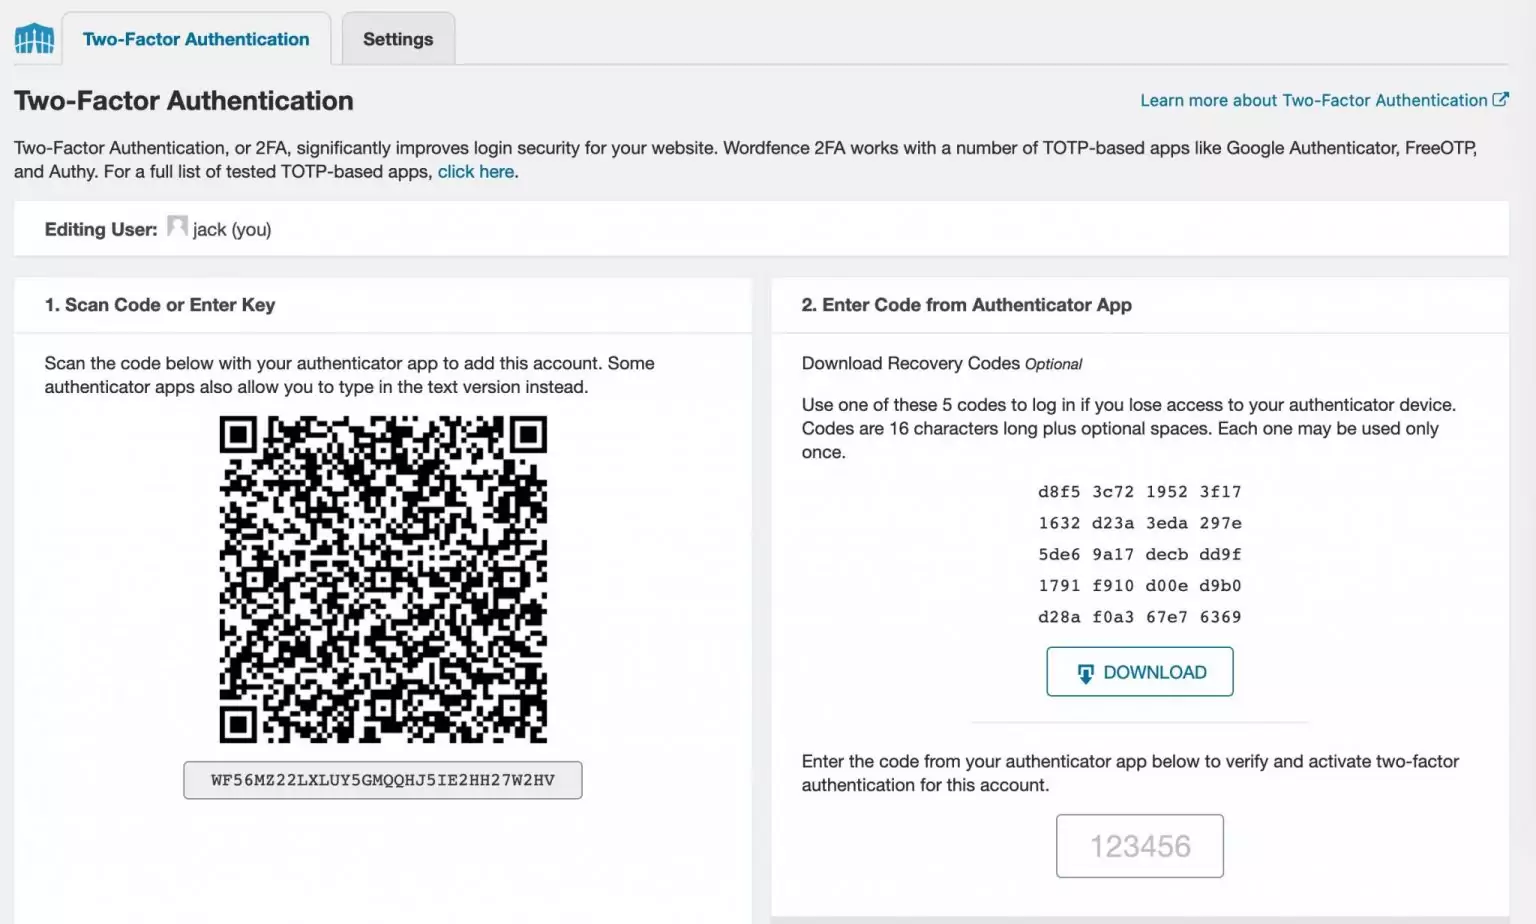 Two-Factor Authentication
Settings
Two-Factor Authentication
Learn more about Two-Factor Authentication
Two-Factor Authentication, or 2FA, significantly improves login security for your website. Wordfence 2FA works with a number of TOTP-based apps like Google Authenticator, FreeOTP,
and Authy. For a full list of tested TOTP-based apps, click here.
Editing User: jack (you)
1. Scan Code or Enter Key
Scan the code below with your authenticator app to add this account. Some
authenticator apps also allow you to type in the text version instead.
WF56MZ22LXLUY5GMQQHJ5IE2HH27W2HV
2. Enter Code from Authenticator App
Download Recovery Codes Optional
Use one of these 5 codes to log in if you lose access to your authenticator device.
Codes are 16 characters long plus optional spaces. Each one may be used only
once.
d8f5 3c72 1952 3f17
1632 d23a 3eda 297e
5de6 9a17 decb dd9f
1791 f910 d00e d9b0
d28a f0a3 67e7 6369
DOWNLOAD
Enter the code from your authenticator app below to verify and activate two-factor
authentication for this account.
123456